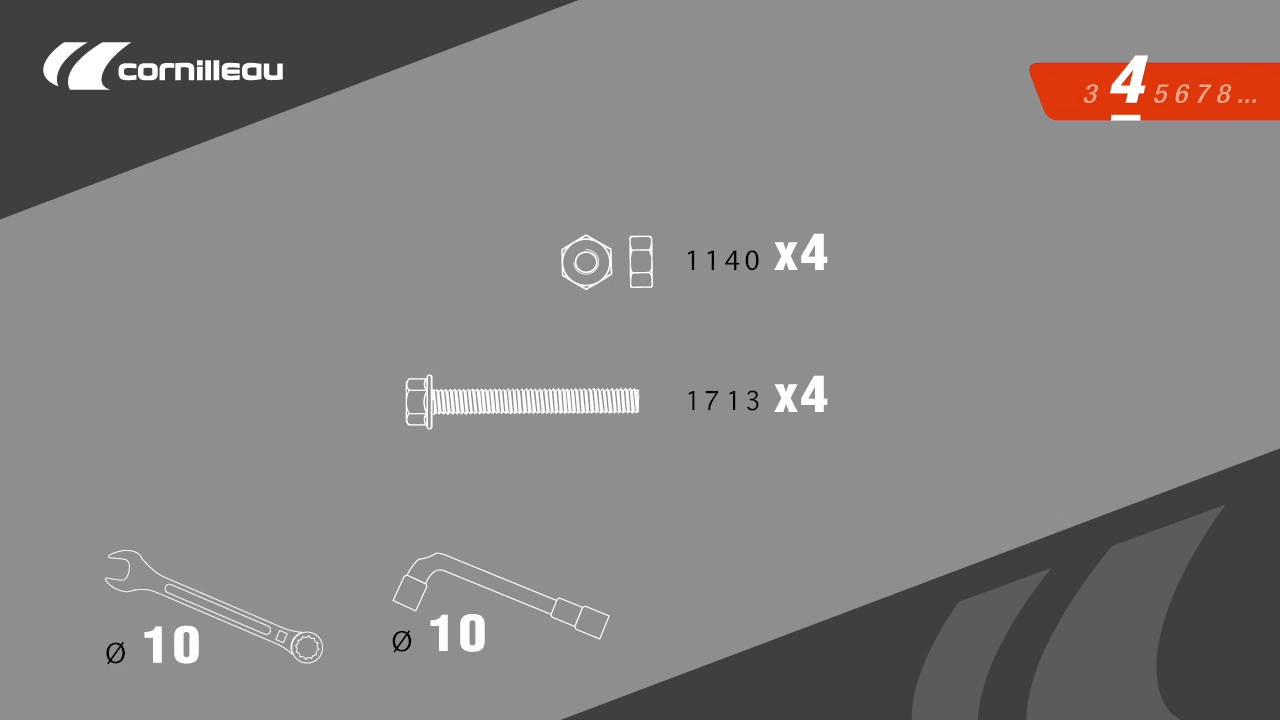 cornilleau
3 4 5 6 7 8 ...
1140 x4
1713 x4
Ø 10
Ø 10